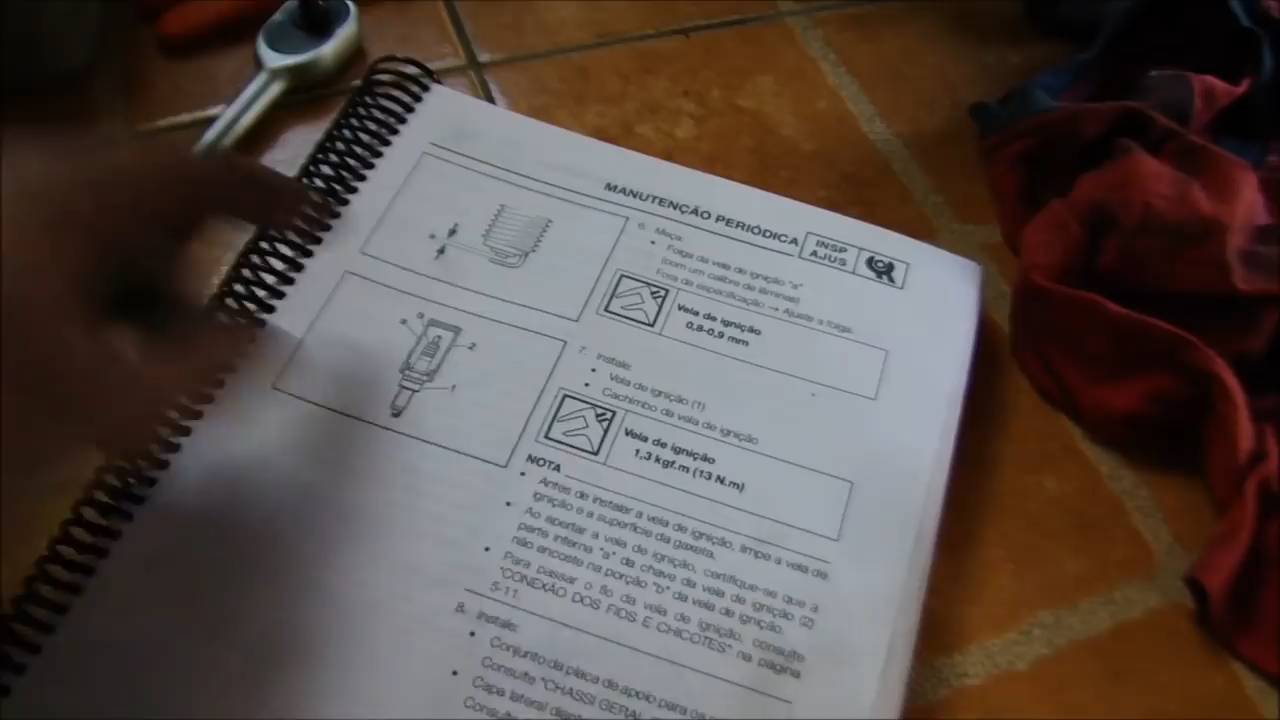 MANUTENÇÃO PERIÓDICA
INSP
AJUS
6. Meça:
• Folga da vela de ignição "a"
(com um calibre de lâminas)
Fora da especificação → Ajuste a folga.
Vela de ignição
0,8-0,9 mm
7. Instale:
• Vela de ignição (1)
• Cachimbo da vela de ignição
Vela de ignição
1,3 kgf.m (13 N.m)
2
1
NOTA
• Antes de instalar a vela de ignição, limpe a vela de
ignição e a superfície da gaxeta.
• Ao apertar a vela de ignição, certifique-se que a
parte interna "a" da chave da vela de ignição (2)
não encoste na porção "b" da vela de ignição.
• Para passar o fio da vela de ignição, consulte
"CONEXÃO DOS FIOS E CHICOTES" na página
5-11.
8. Instale:
• Conjunto da placa de apoio para os
Consulte "CHASSI GERAL
• Capa lateral